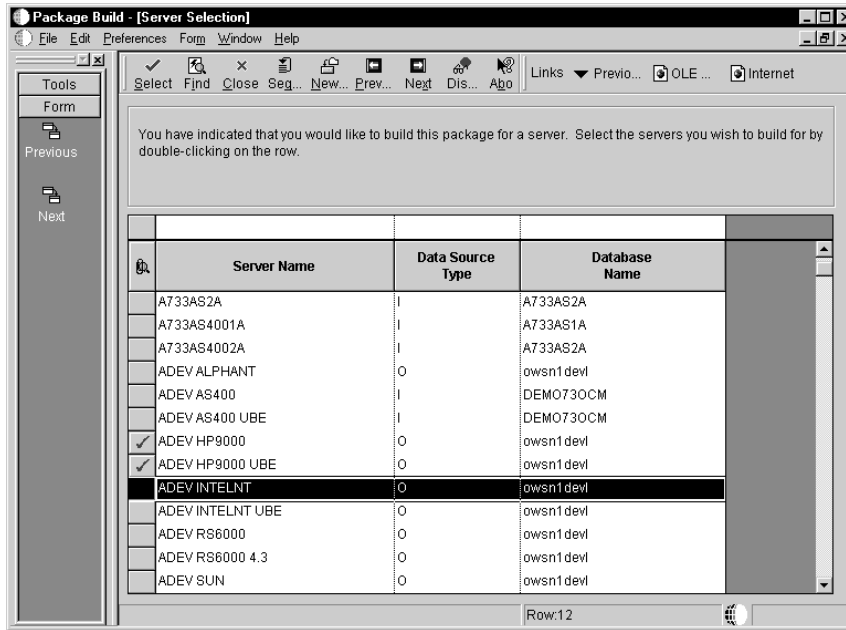 Package Build - [Server Selection]
File Edit Preferences Form Window Help
Select Find Close Seq... New... Prev... Next Dis... Abo Links Previo... OLE ... Internet
Tools
Form
Previous
Next
You have indicated that you would like to build this package for a server. Select the servers you wish to build for by
double-clicking on the row.
Server Name Data Source Type Database Name
A733AS2A I A733AS2A
A733AS4001A I A733AS1A
A733AS4002A I A733AS2A
ADEV ALPHANT O owsn1devl
ADEV AS400 I DEMO73OCM
ADEV AS400 UBE I DEMO73OCM
ADEV HP9000 O owsn1devl
ADEV HP9000 UBE O owsn1devl
ADEV INTELNT O owsn1devl
ADEV INTELNT UBE O owsn1devl
ADEV RS6000 O owsn1devl
ADEV RS6000 4.3 O owsn1devl
ADEV SUN O owsn1devl
Row:12